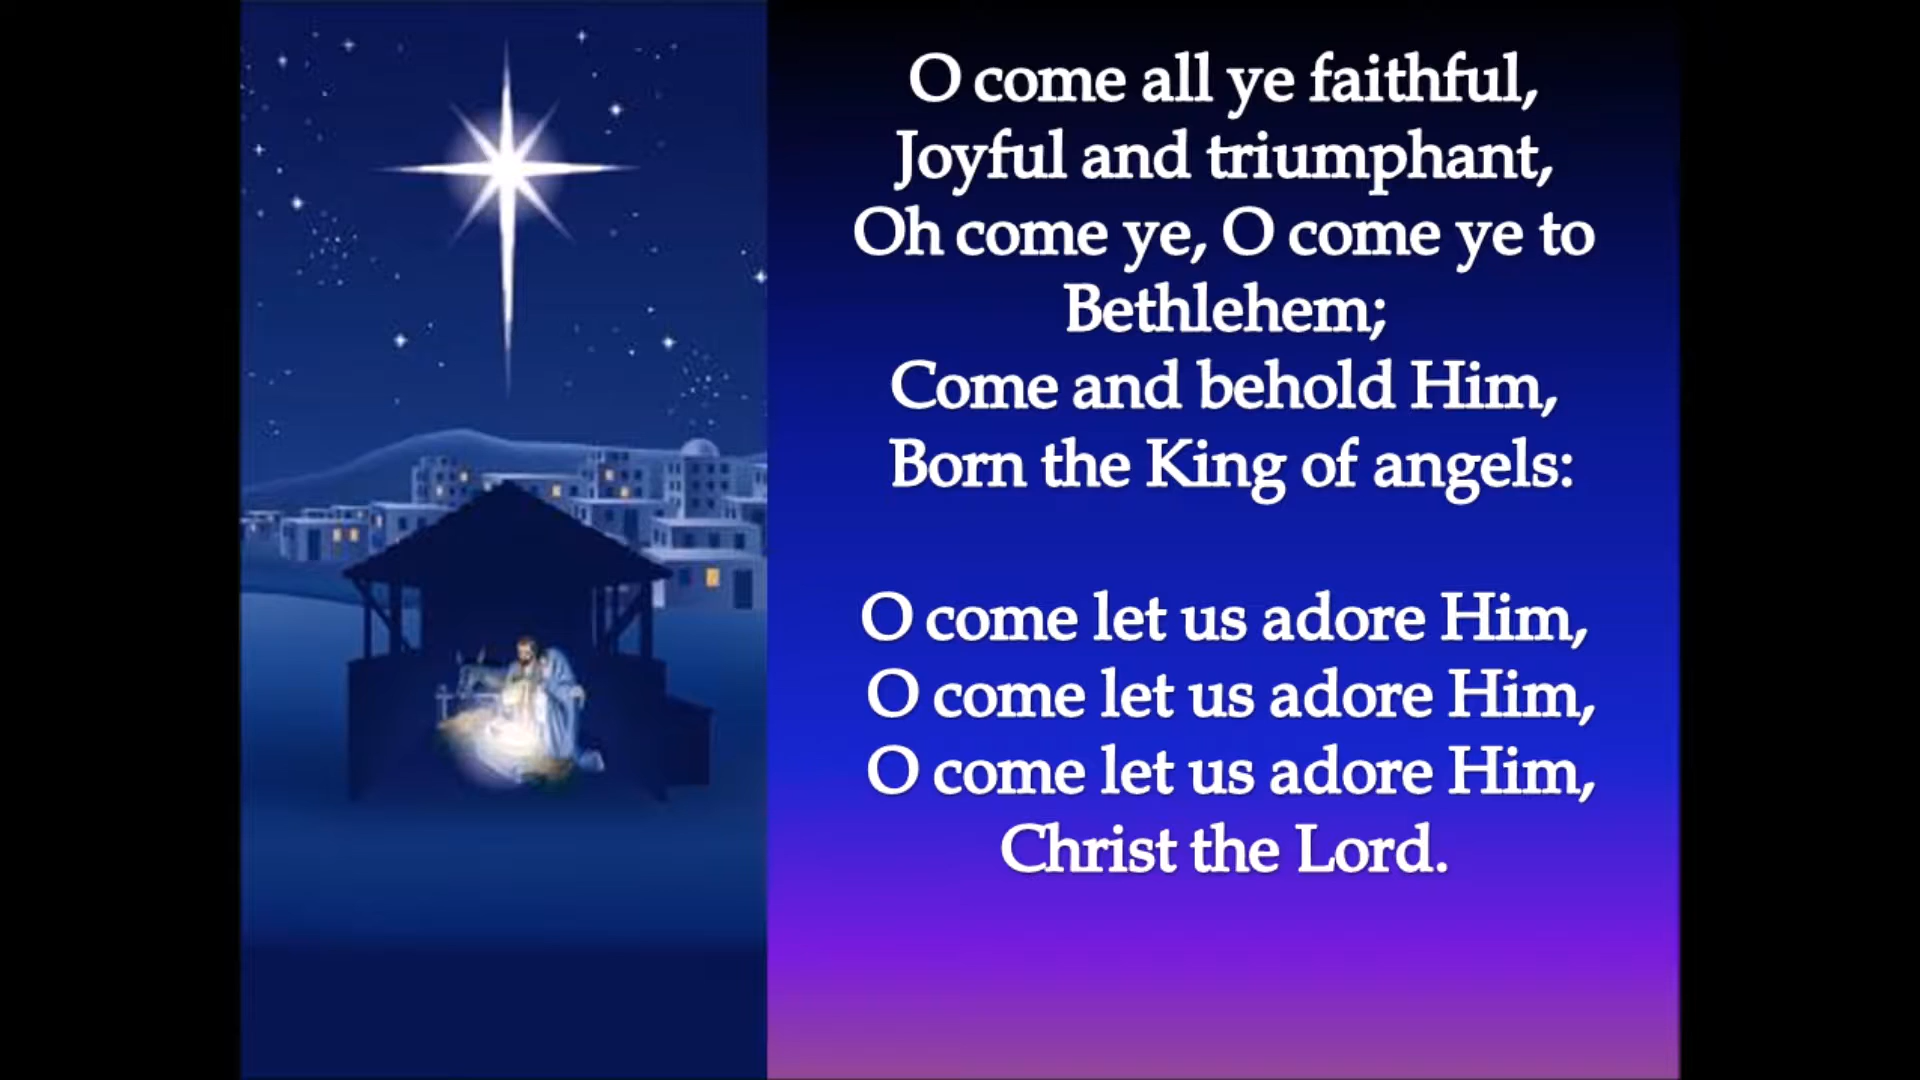 O come all ye faithful,
Joyful and triumphant,
Oh come ye, O come ye to
Bethlehem;
Come and behold Him,
Born the King of angels:
O come let us adore Him,
O come let us adore Him,
O come let us adore Him,
Christ the Lord.